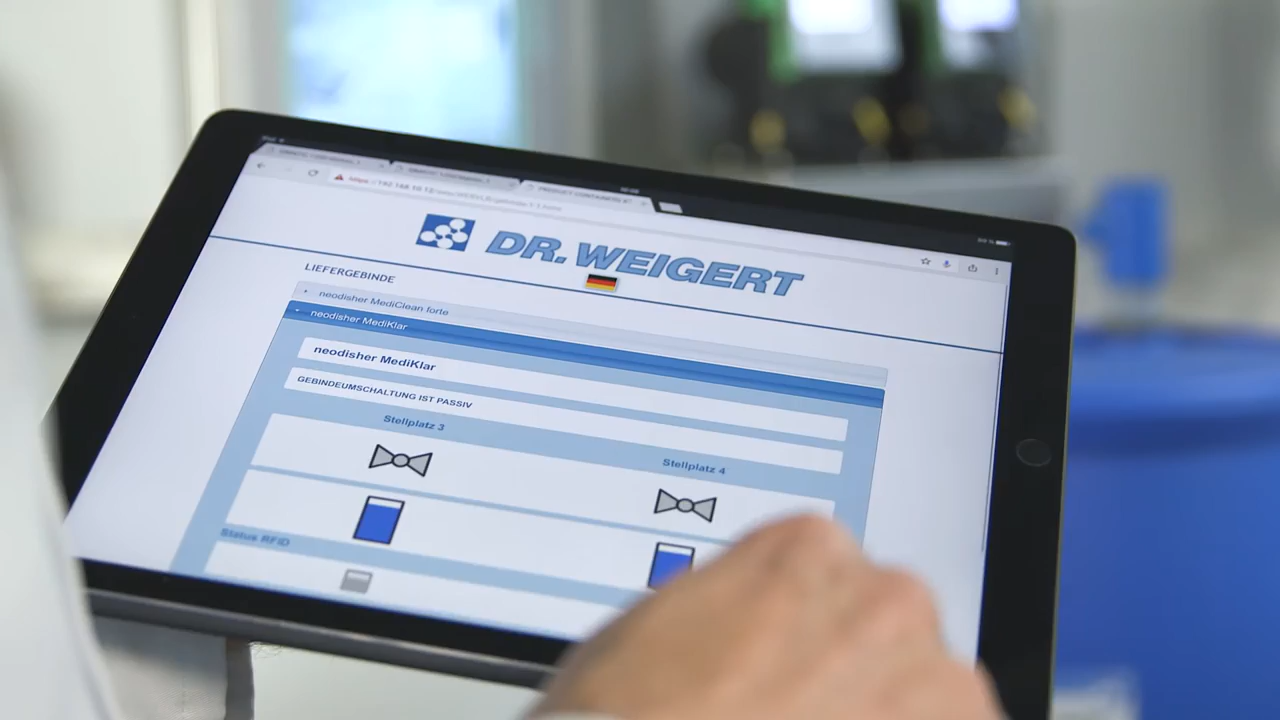 DR. WEIGERT
LIEFERGEBINDE
neodisher MediClean forte
neodisher MediKlar
neodisher MediKlar
GEBINDEUMSCHALTUNG IST PASSIV
Stellplatz 3
Stellplatz 4
Status RFID